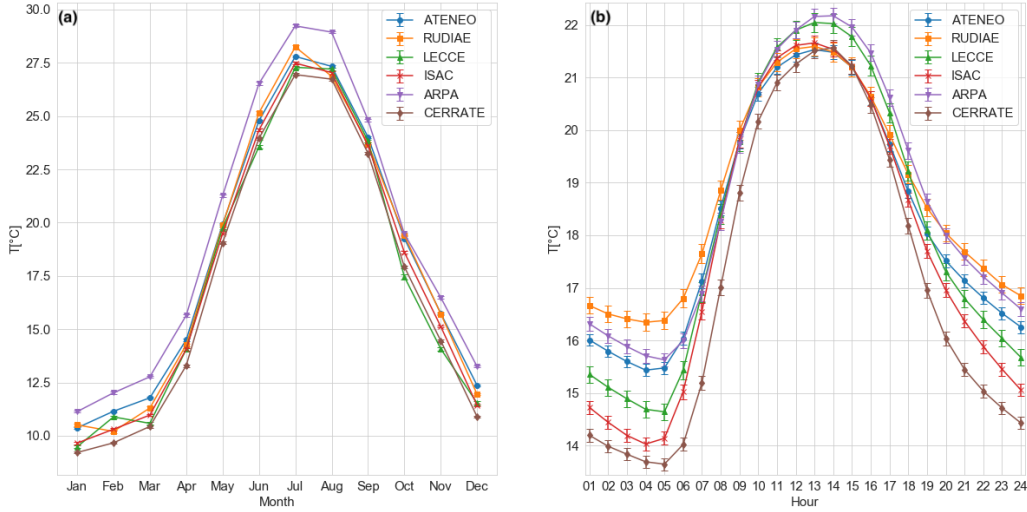 (a)
T[°C]
30.0
27.5
25.0
22.5
20.0
17.5
15.0
12.5
10.0
Jan Feb Mar Apr May Jun Jul Aug Sep Oct Nov Dec
Month
ATENEO
RUDIAE
LECCE
ISAC
ARPA
CERRATE
(b)
T[°C]
22
21
20
19
18
17
16
15
14
01 02 03 04 05 06 07 08 09 10 11 12 13 14 15 16 17 18 19 20 21 22 23 24
Hour
ATENEO
RUDIAE
LECCE
ISAC
ARPA
CERRATE